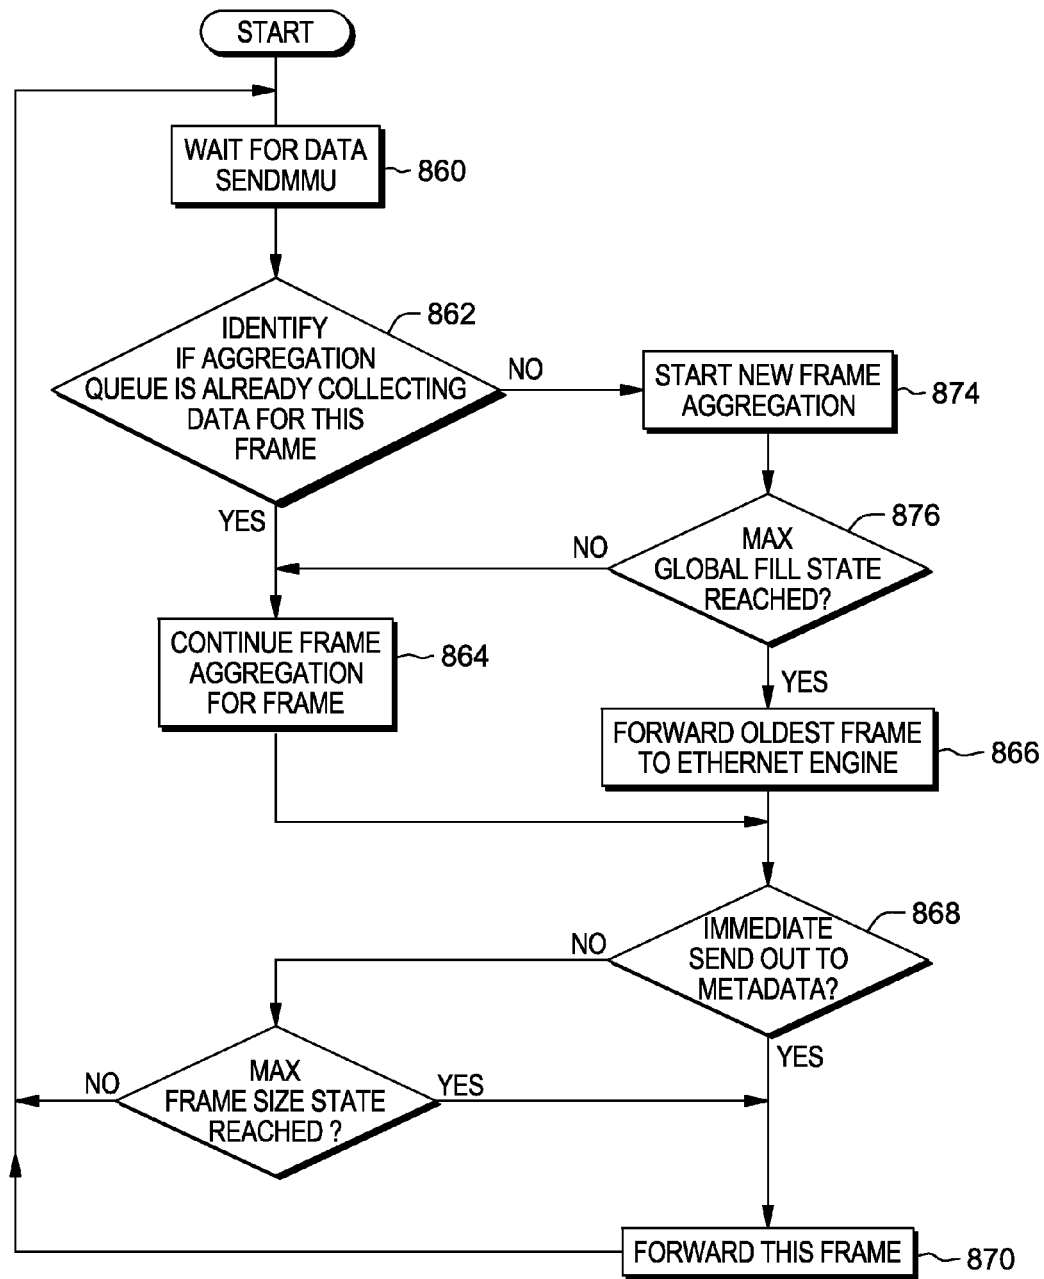 START
WAIT FOR DATA
SENDMMU
860
IDENTIFY
IF AGGREGATION
QUEUE IS ALREADY COLLECTING
DATA FOR THIS
FRAME
862
NO
START NEW FRAME
AGGREGATION
874
YES
MAX
GLOBAL FILL STATE
REACHED?
876
NO
CONTINUE FRAME
AGGREGATION
FOR FRAME
864
YES
FORWARD OLDEST FRAME
TO ETHERNET ENGINE
866
IMMEDIATE
SEND OUT TO
METADATA?
868
NO
YES
MAX
FRAME SIZE STATE
REACHED ?
NO
YES
FORWARD THIS FRAME
870